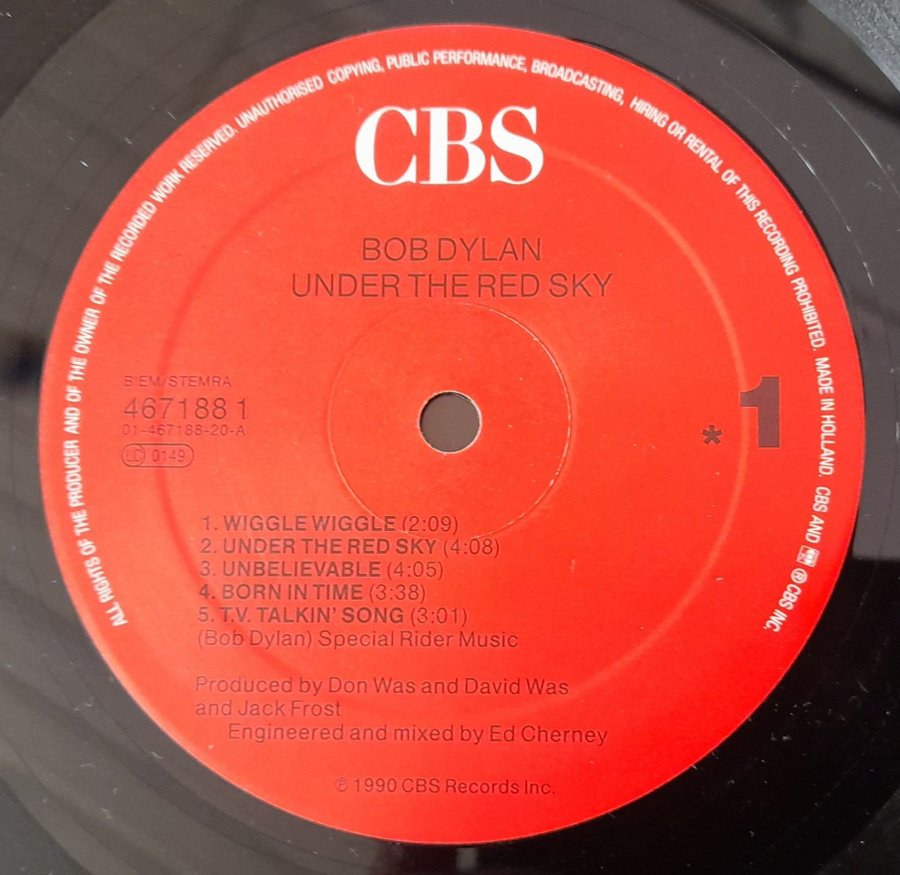 ALL RIGHTS OF THE PRODUCER AND OF THE OWNER OF THE RECORDED WORK RESERVED. UNAUTHORISED COPYING, PUBLIC PERFORMANCE, BROADCASTING, HIRING OR RENTAL OF THIS RECORDING PROHIBITED. MADE IN HOLLAND. CBS AND ℗ CBS INC.
CBS
BOB DYLAN
UNDER THE RED SKY
BIEM/STEMRA
467188 1
01-467188-20-A
LC 0149
* 1
1. WIGGLE WIGGLE (2:09)
2. UNDER THE RED SKY (4:08)
3. UNBELIEVABLE (4:05)
4. BORN IN TIME (3:38)
5. T.V. TALKIN' SONG (3:01)
(Bob Dylan) Special Rider Music
Produced by Don Was and David Was
and Jack Frost
Engineered and mixed by Ed Cherney
℗ 1990 CBS Records Inc.